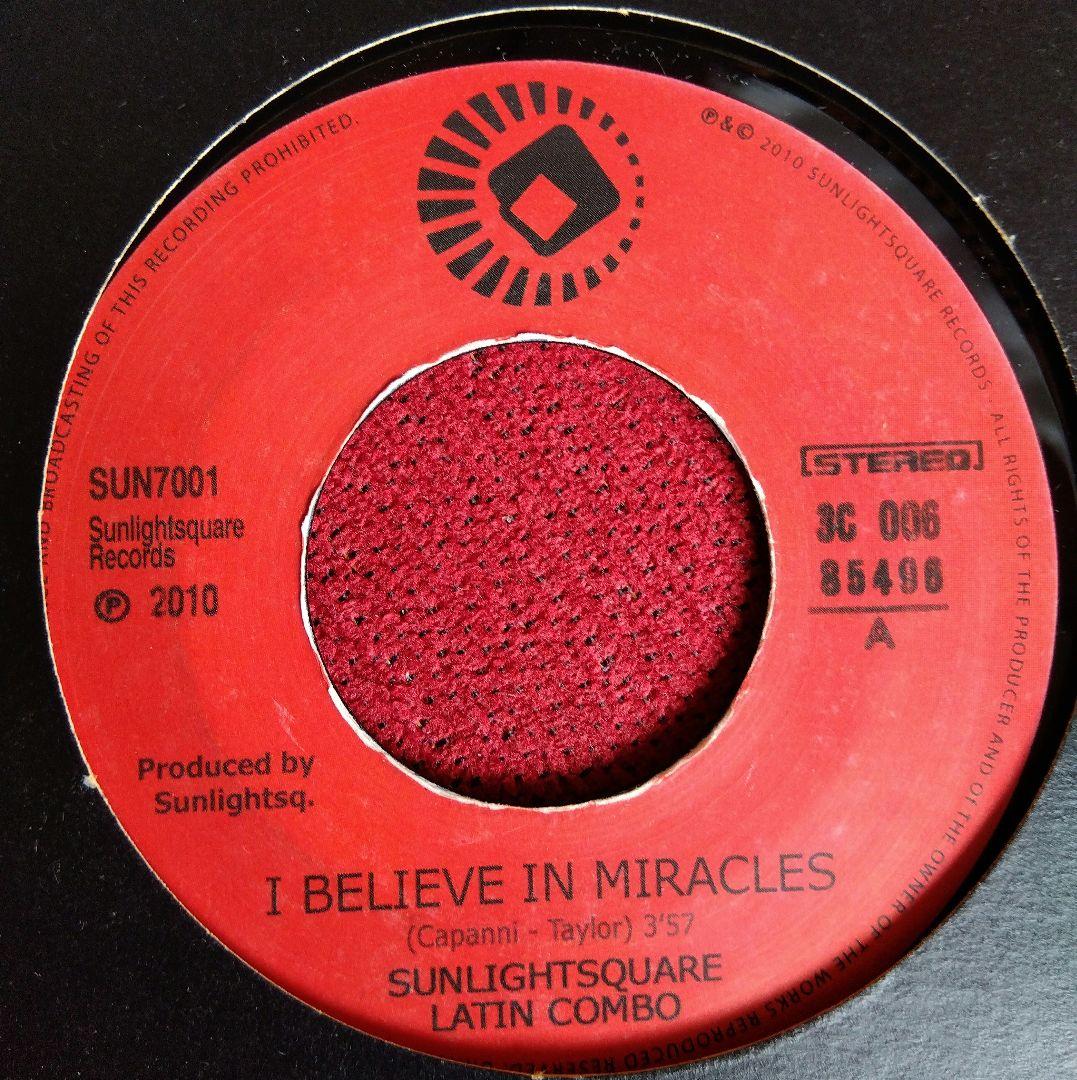 AND BROADCASTING OF THIS RECORDING PROHIBITED.
℗ & © 2010 SUNLIGHTSQUARE RECORDS · ALL RIGHTS OF THE PRODUCER AND OF THE OWNER OF THE WORKS REPRODUCED RESERVED.
SUN7001
Sunlightsquare
Records
℗ 2010
STEREO
3C 006
85496
A
Produced by
Sunlightsq.
I BELIEVE IN MIRACLES
(Capanni - Taylor) 3'57
SUNLIGHTSQUARE
LATIN COMBO